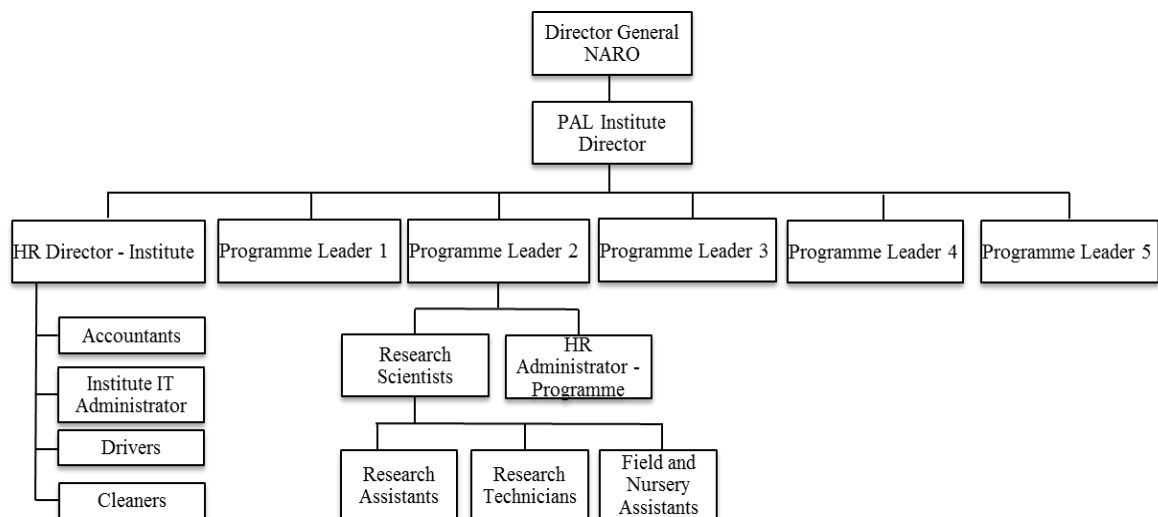 Director General
NARO
PAL Institute
Director
HR Director - Institute
Programme Leader 1
Programme Leader 2
Programme Leader 3
Programme Leader 4
Programme Leader 5
Accountants
Institute IT
Administrator
Drivers
Cleaners
Research
Scientists
HR
Administrator -
Programme
Research
Assistants
Research
Technicians
Field and
Nursery
Assistants